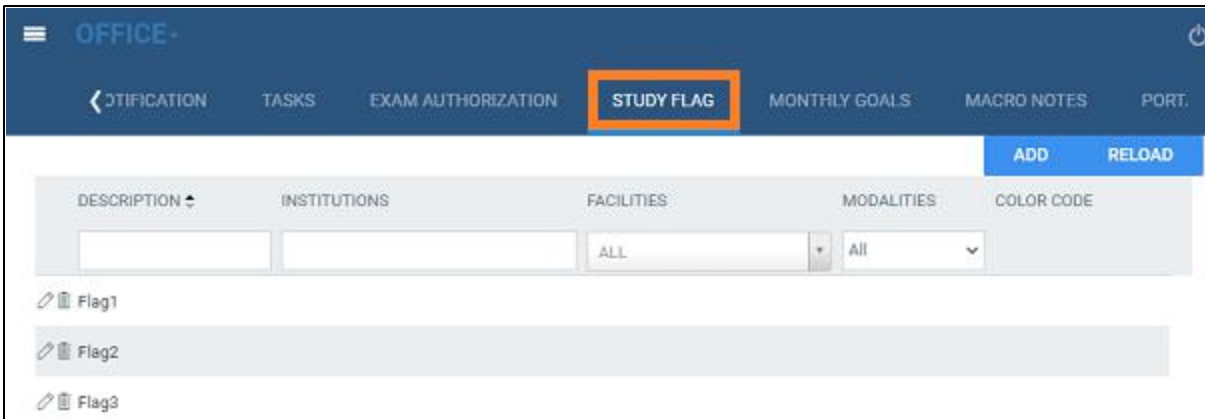 OFFICE-
OTIFICATION TASKS EXAM AUTHORIZATION STUDY FLAG MONTHLY GOALS MACRO NOTES PORT.
ADD RELOAD
DESCRIPTION INSTITUTIONS FACILITIES MODALITIES COLOR CODE
ALL All
Flag1
Flag2
Flag3